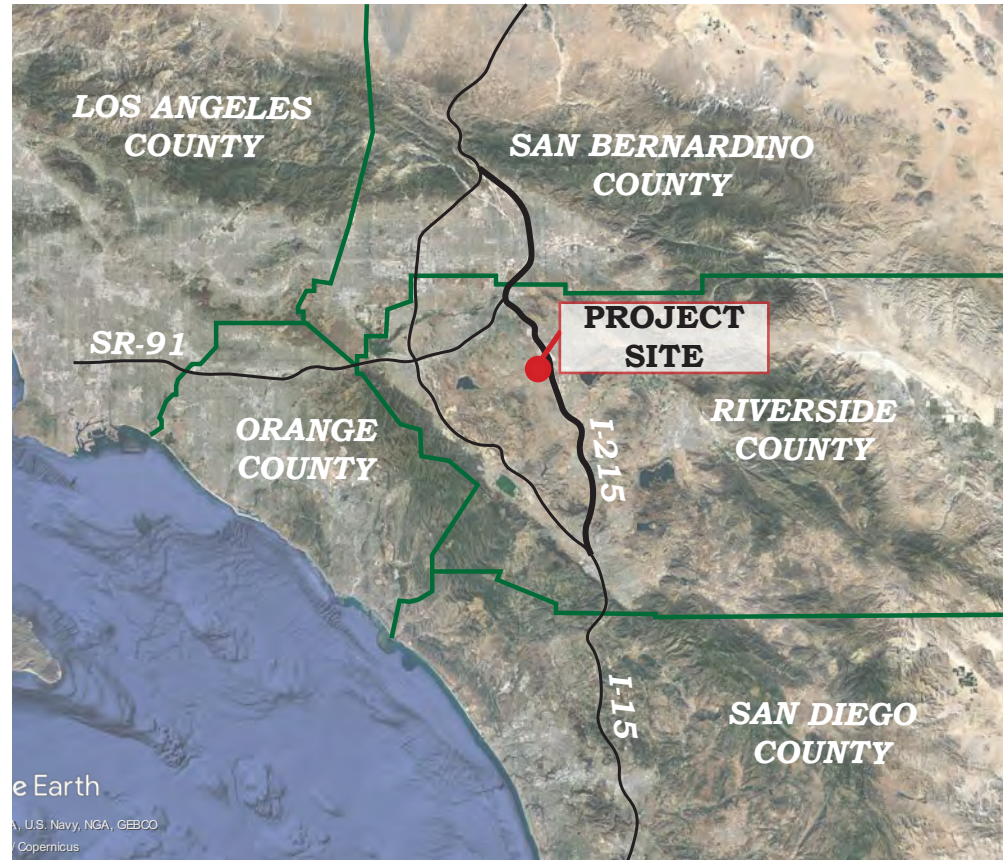 LOS ANGELES
COUNTY
SAN BERNARDINO
COUNTY
PROJECT
SITE
SR-91
RIVERSIDE
COUNTY
ORANGE
COUNTY
I-215
I-15
SAN DIEGO
COUNTY
e Earth
A, U.S. Navy, NGA, GEBCO
/ Copernicus